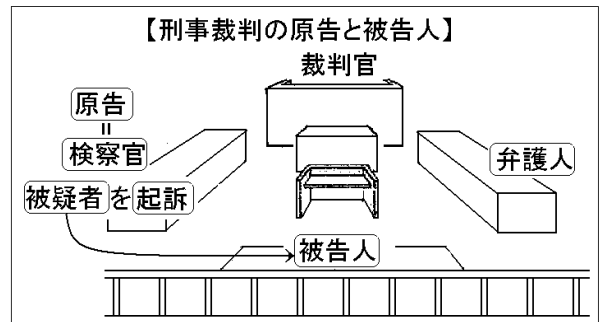 【刑事裁判の原告と被告人】
裁判官
原告
=
検察官
弁護人
被疑者を起訴
被告人